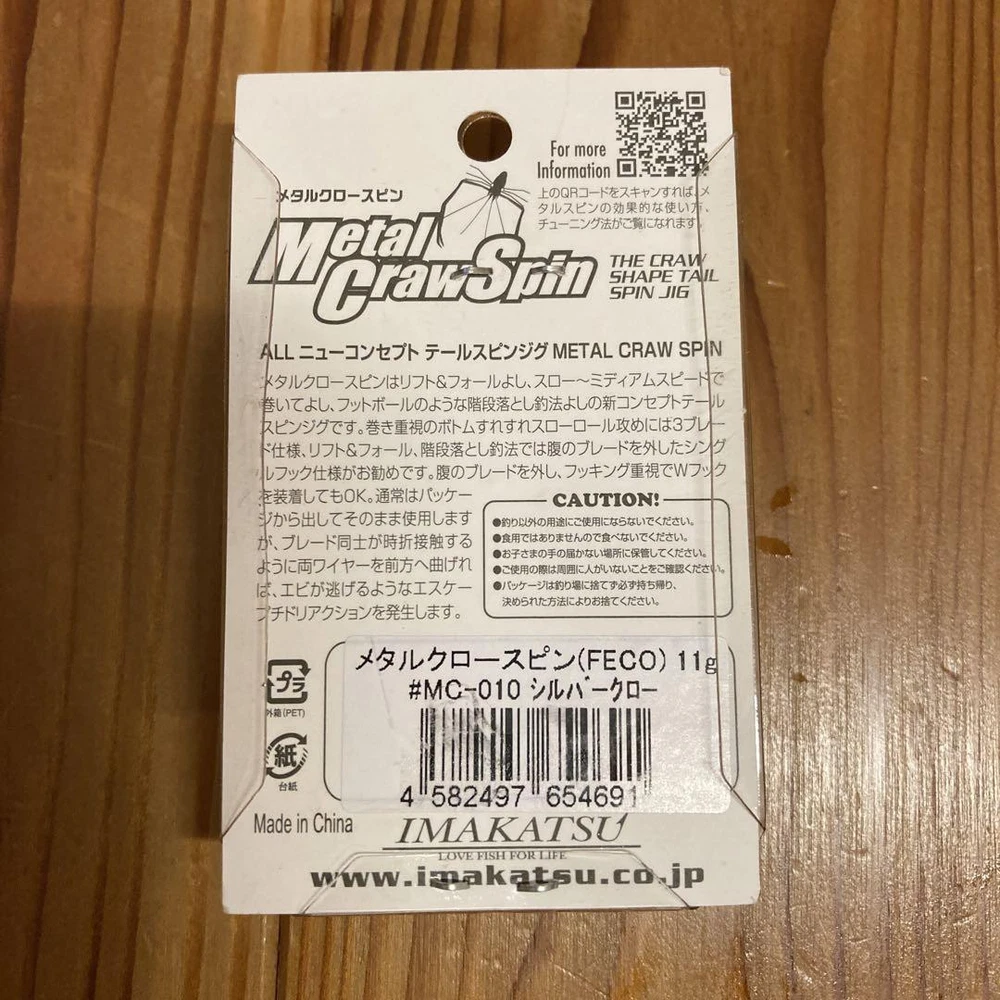 For more
Information
上のQRコードをスキャンすれば、メ
タルスピンの効果的な使い方、
チューニング法がご覧になれます。
メタルクロースピン
Metal
CrawSpin
THE CRAW
SHAPE TAIL
SPIN JIG
ALL ニューコンセプト テールスピンジグ METAL CRAW SPIN
メタルクロースピンはリフト&フォールよし、スロー〜ミディアムスピードで
巻いてよし、フットボールのような階段落とし釣法よしの新コンセプトテール
スピンジグです。巻き重視のボトムすれすれスローロール攻めには3ブレー
ド仕様、リフト&フォール、階段落とし釣法では腹のブレードを外したシング
ルフック仕様がお勧めです。腹のブレードを外し、フッキング重視でWフック
を装着してもOK。通常はパッケー
ジから出してそのまま使用します
が、ブレード同士が時折接触する
ように両ワイヤーを前方へ曲げれ
ば、エビが逃げるようなエスケー
プチドリアクションを発生します。
CAUTION!
●釣り以外の用途にご使用にならないでください。
●食用ではありませんので食べないでください。
●お子さまの手の届かない場所に保管してください。
●ご使用の際は周囲に人がいないことをご確認ください。
●パッケージは釣り場に捨てず必ず持ち帰り、
決められた方法によりお捨てください。
プラ
外箱(PET)
紙
台紙
メタルクロースピン(FECO) 11g
#MC-010 シルバークロー
4 582497 654691
Made in China
IMAKATSU
LOVE FISH FOR LIFE
www.imakatsu.co.jp